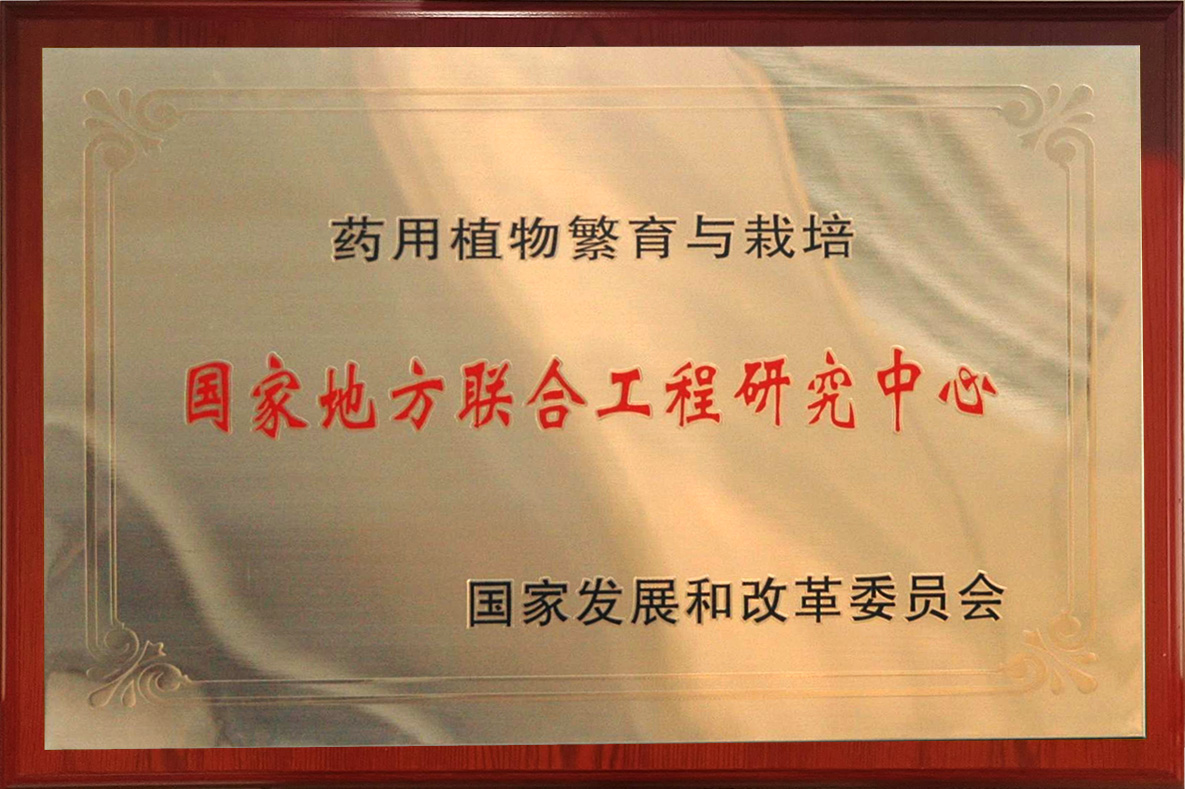 药用植物繁育与栽培
国家地方联合工程研究中心
国家发展和改革委员会